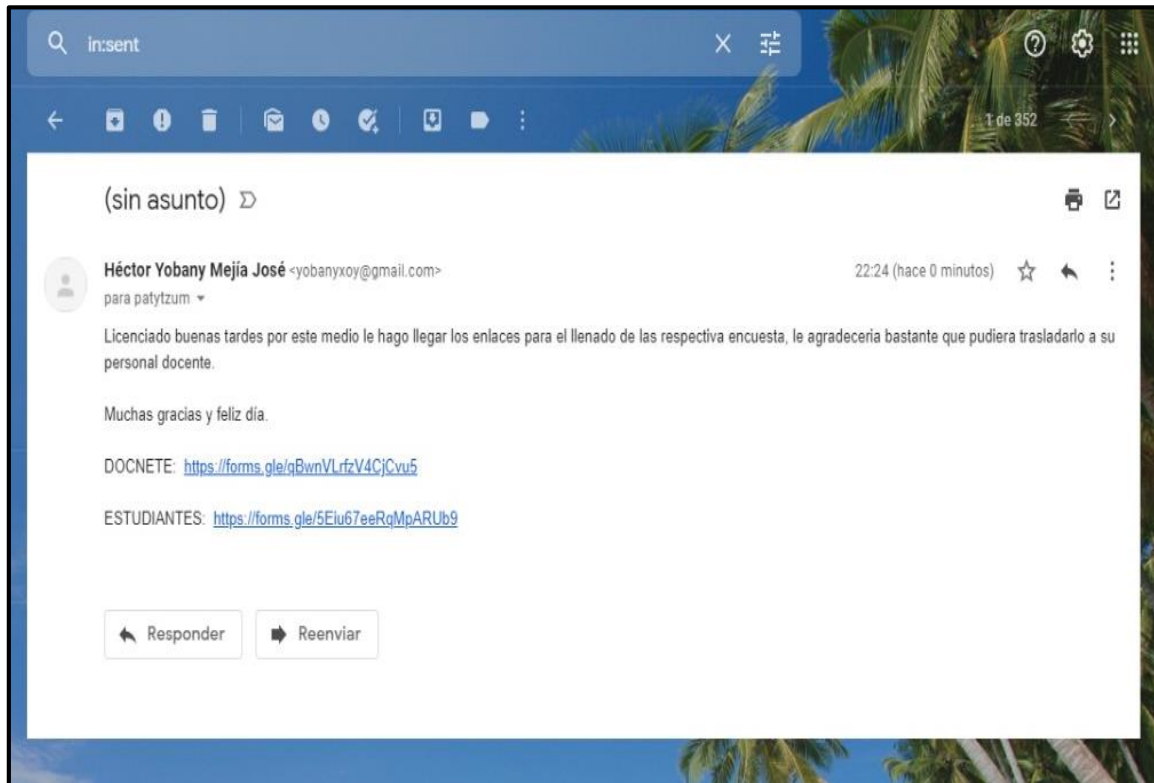 in:sent
1 de 352
(sin asunto)
Héctor Yobany Mejía José <yobanyxoy@gmail.com>
22:24 (hace 0 minutos)
para patytzum
Licenciado buenas tardes por este medio le hago llegar los enlaces para el llenado de las respectiva encuesta, le agradeceria bastante que pudiera trasladarlo a su
personal docente.
Muchas gracias y feliz día.
DOCNETE: https://forms.gle/qBwnVLrfzV4CjCvu5
ESTUDIANTES: https://forms.gle/5Eiu67eeRqMpARUb9
Responder
Reenviar